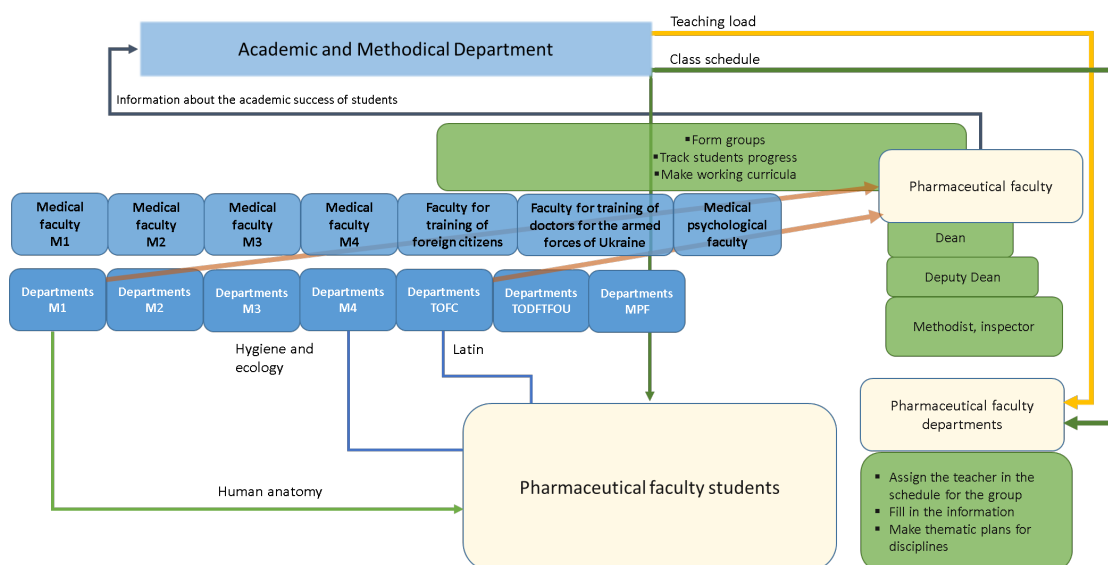 Teaching load
Academic and Methodical Department
Class schedule
Information about the academic success of students
▪Form groups
▪Track students progress
▪Make working curricula
Pharmaceutical faculty
Medical
faculty
M1
Medical
faculty
M2
Medical
faculty
M3
Medical
faculty
M4
Faculty for
training of
foreign citizens
Faculty for training of
doctors for the armed
forces of Ukraine
Medical
psychological
faculty
Dean
Deputy Dean
Methodist, inspector
Departments
M1
Departments
M2
Departments
M3
Departments
M4
Departments
TOFC
Departments
TODFTFOU
Departments
MPF
Hygiene and
ecology
Latin
Pharmaceutical faculty
departments
Human anatomy
Pharmaceutical faculty students
▪ Assign the teacher in the
schedule for the group
▪ Fill in the information
▪ Make thematic plans for
disciplines